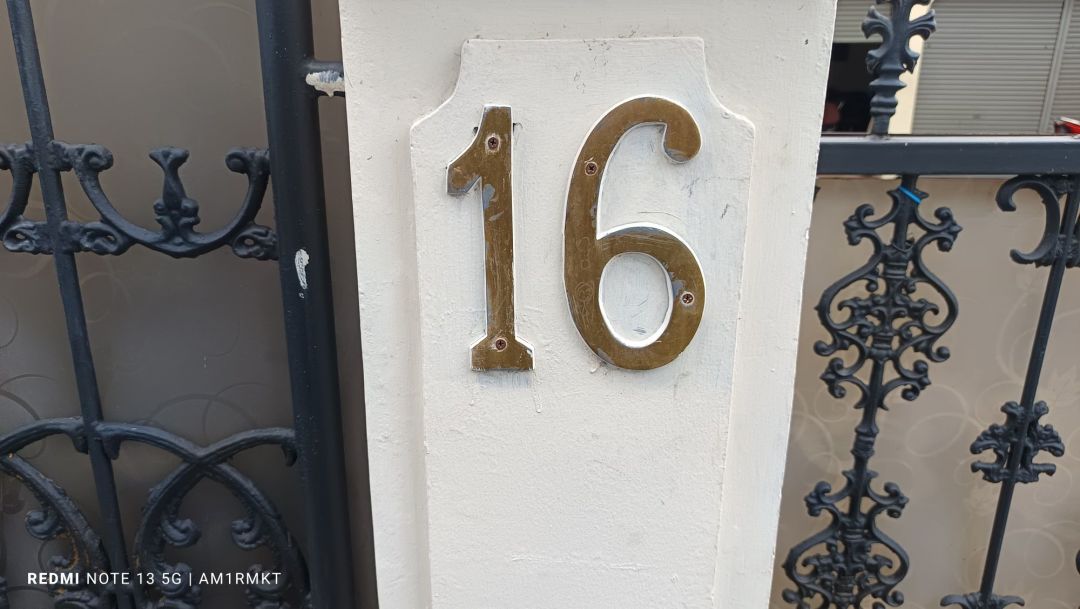 16
REDMI NOTE 13 5G | AM1RMKT